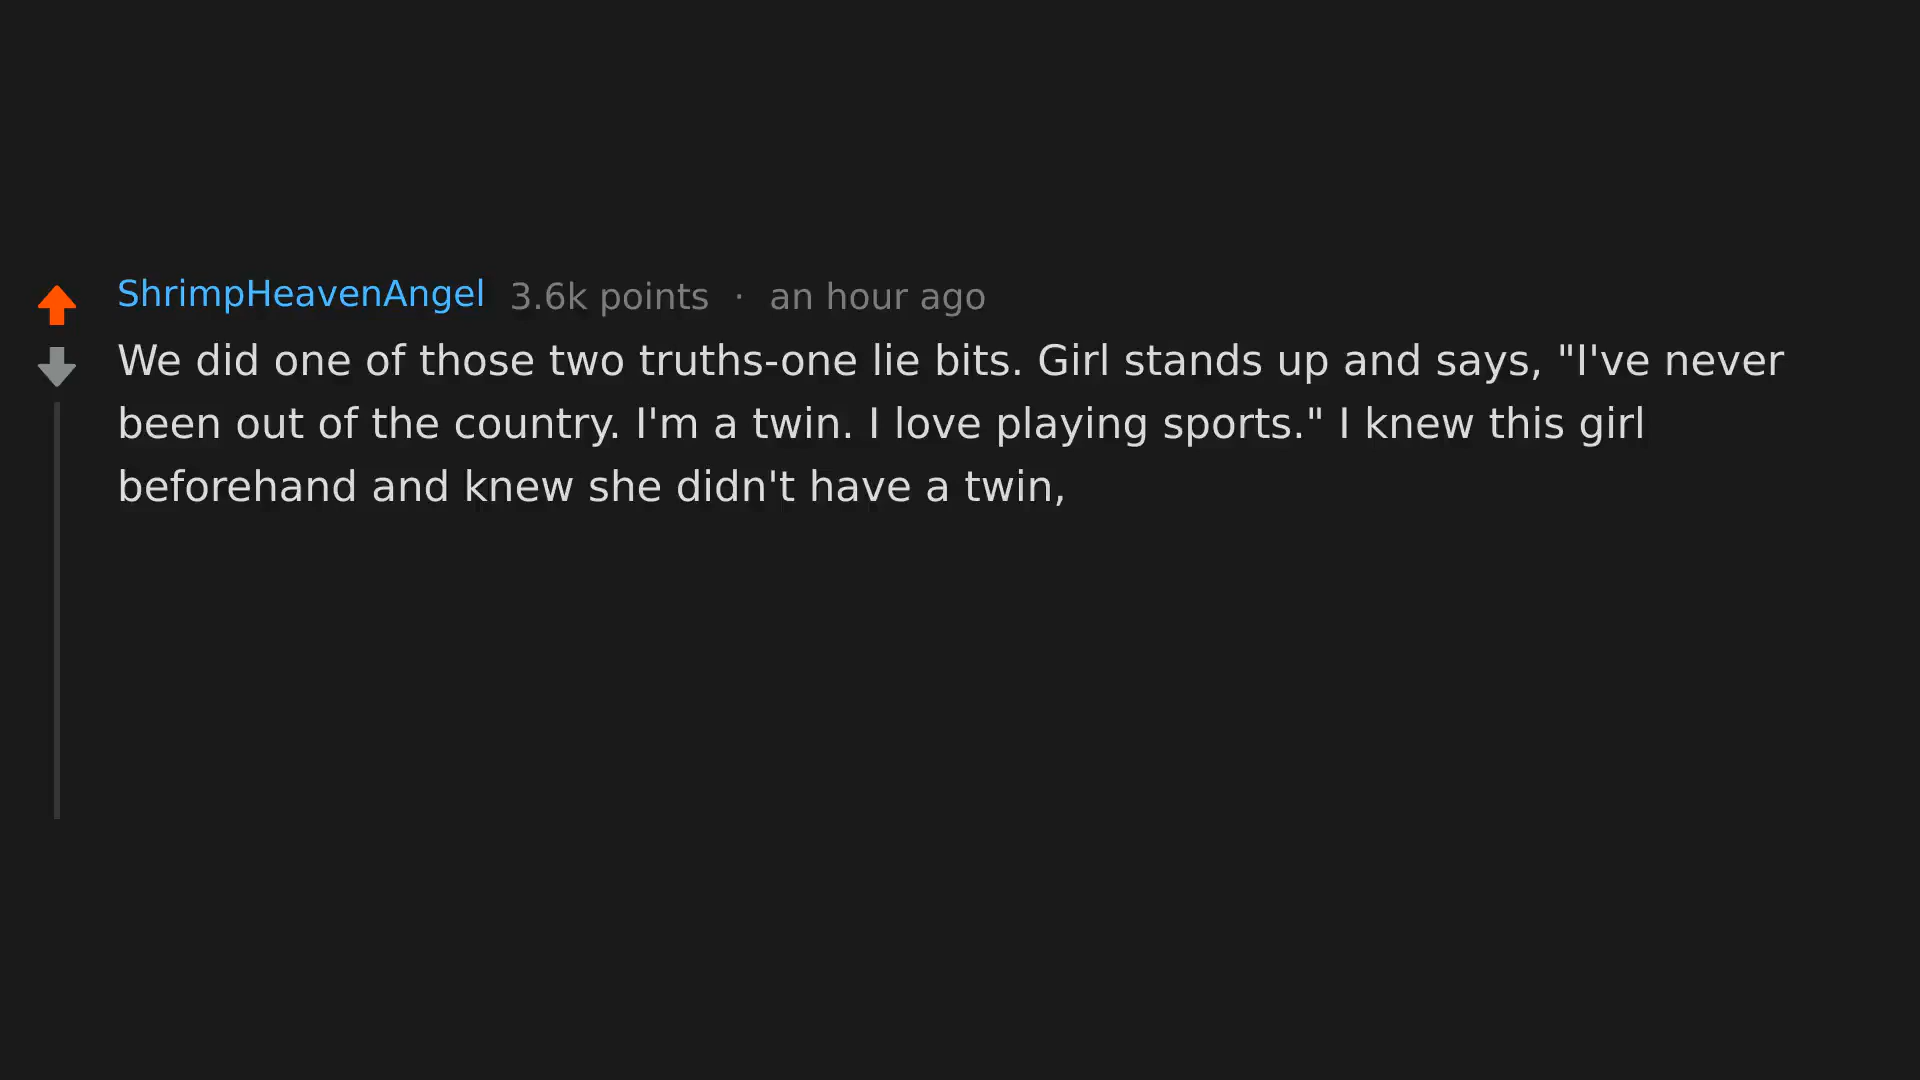 ShrimpHeavenAngel 3.6k points · an hour ago
We did one of those two truths-one lie bits. Girl stands up and says, "I've never
been out of the country. I'm a twin. I love playing sports." I knew this girl
beforehand and knew she didn't have a twin,